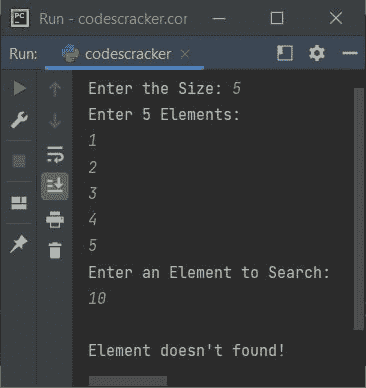 PC Run - codescracker.cor
Run: codescracker
Enter the Size: 5
Enter 5 Elements:
1
2
3
4
5
Enter an Element to Search:
10
Element doesn't found!